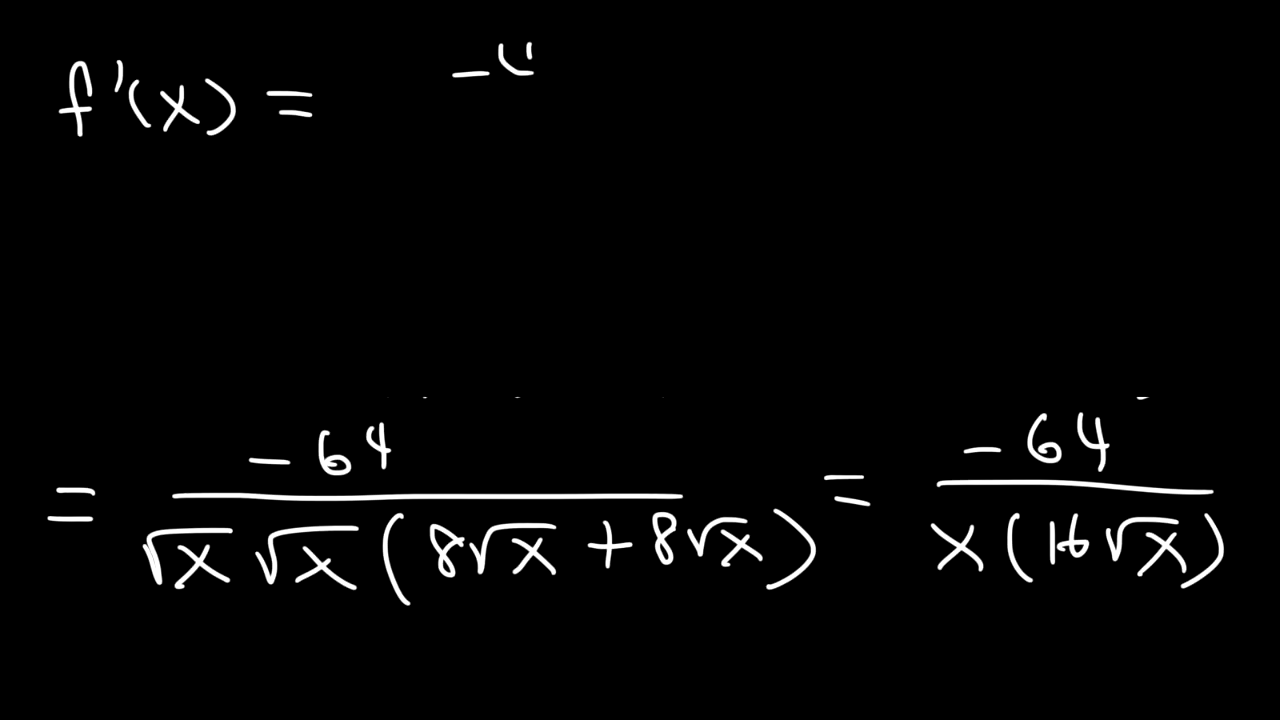 f'(x) = -
= -64 / √x √x (8√x + 8√x) = -64 / x (16√x)